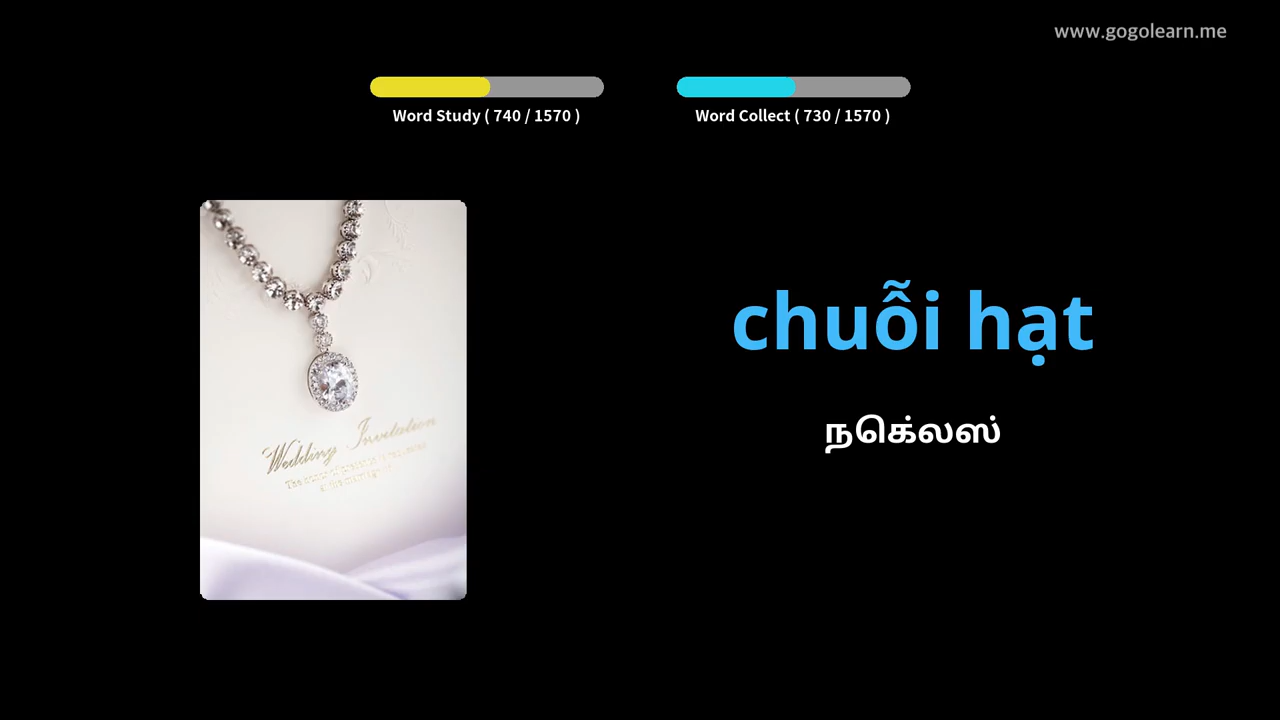 www.gogolearn.me
Word Study ( 740 / 1570 )
Word Collect ( 730 / 1570 )
chuỗi hạt
நெக்லஸ்
Wedding Invitation